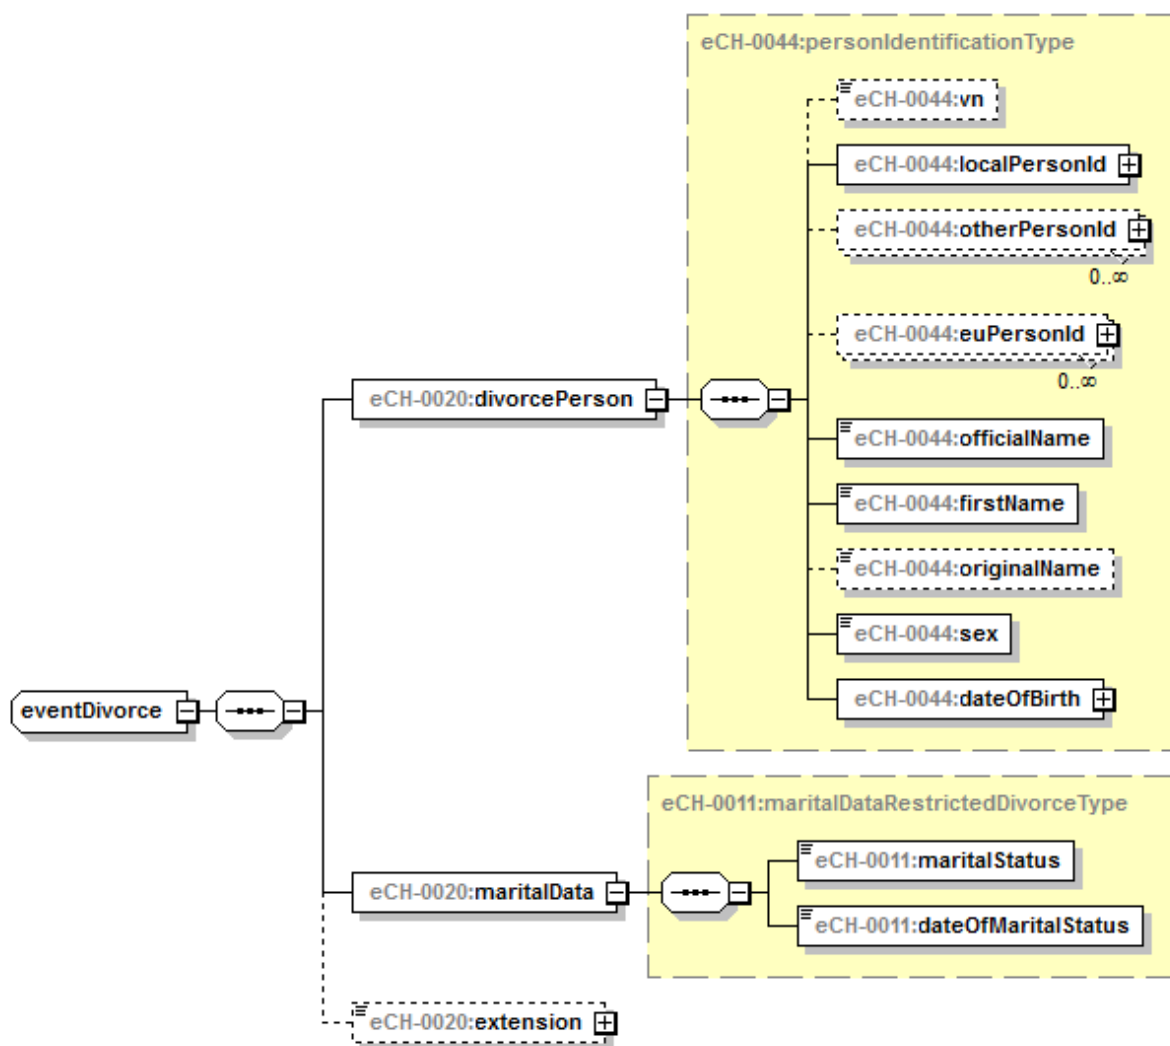 eCH-0044:personIdentificationType
eCH-0044:vn
eCH-0044:localPersonId
eCH-0044:otherPersonId
0..∞
eCH-0044:euPersonId
0..∞
eCH-0020:divorcePerson
eCH-0044:officialName
eCH-0044:firstName
eCH-0044:originalName
eCH-0044:sex
eCH-0044:dateOfBirth
eventDivorce
eCH-0011:maritalDataRestrictedDivorceType
eCH-0011:maritalStatus
eCH-0020:maritalData
eCH-0011:dateOfMaritalStatus
eCH-0020:extension